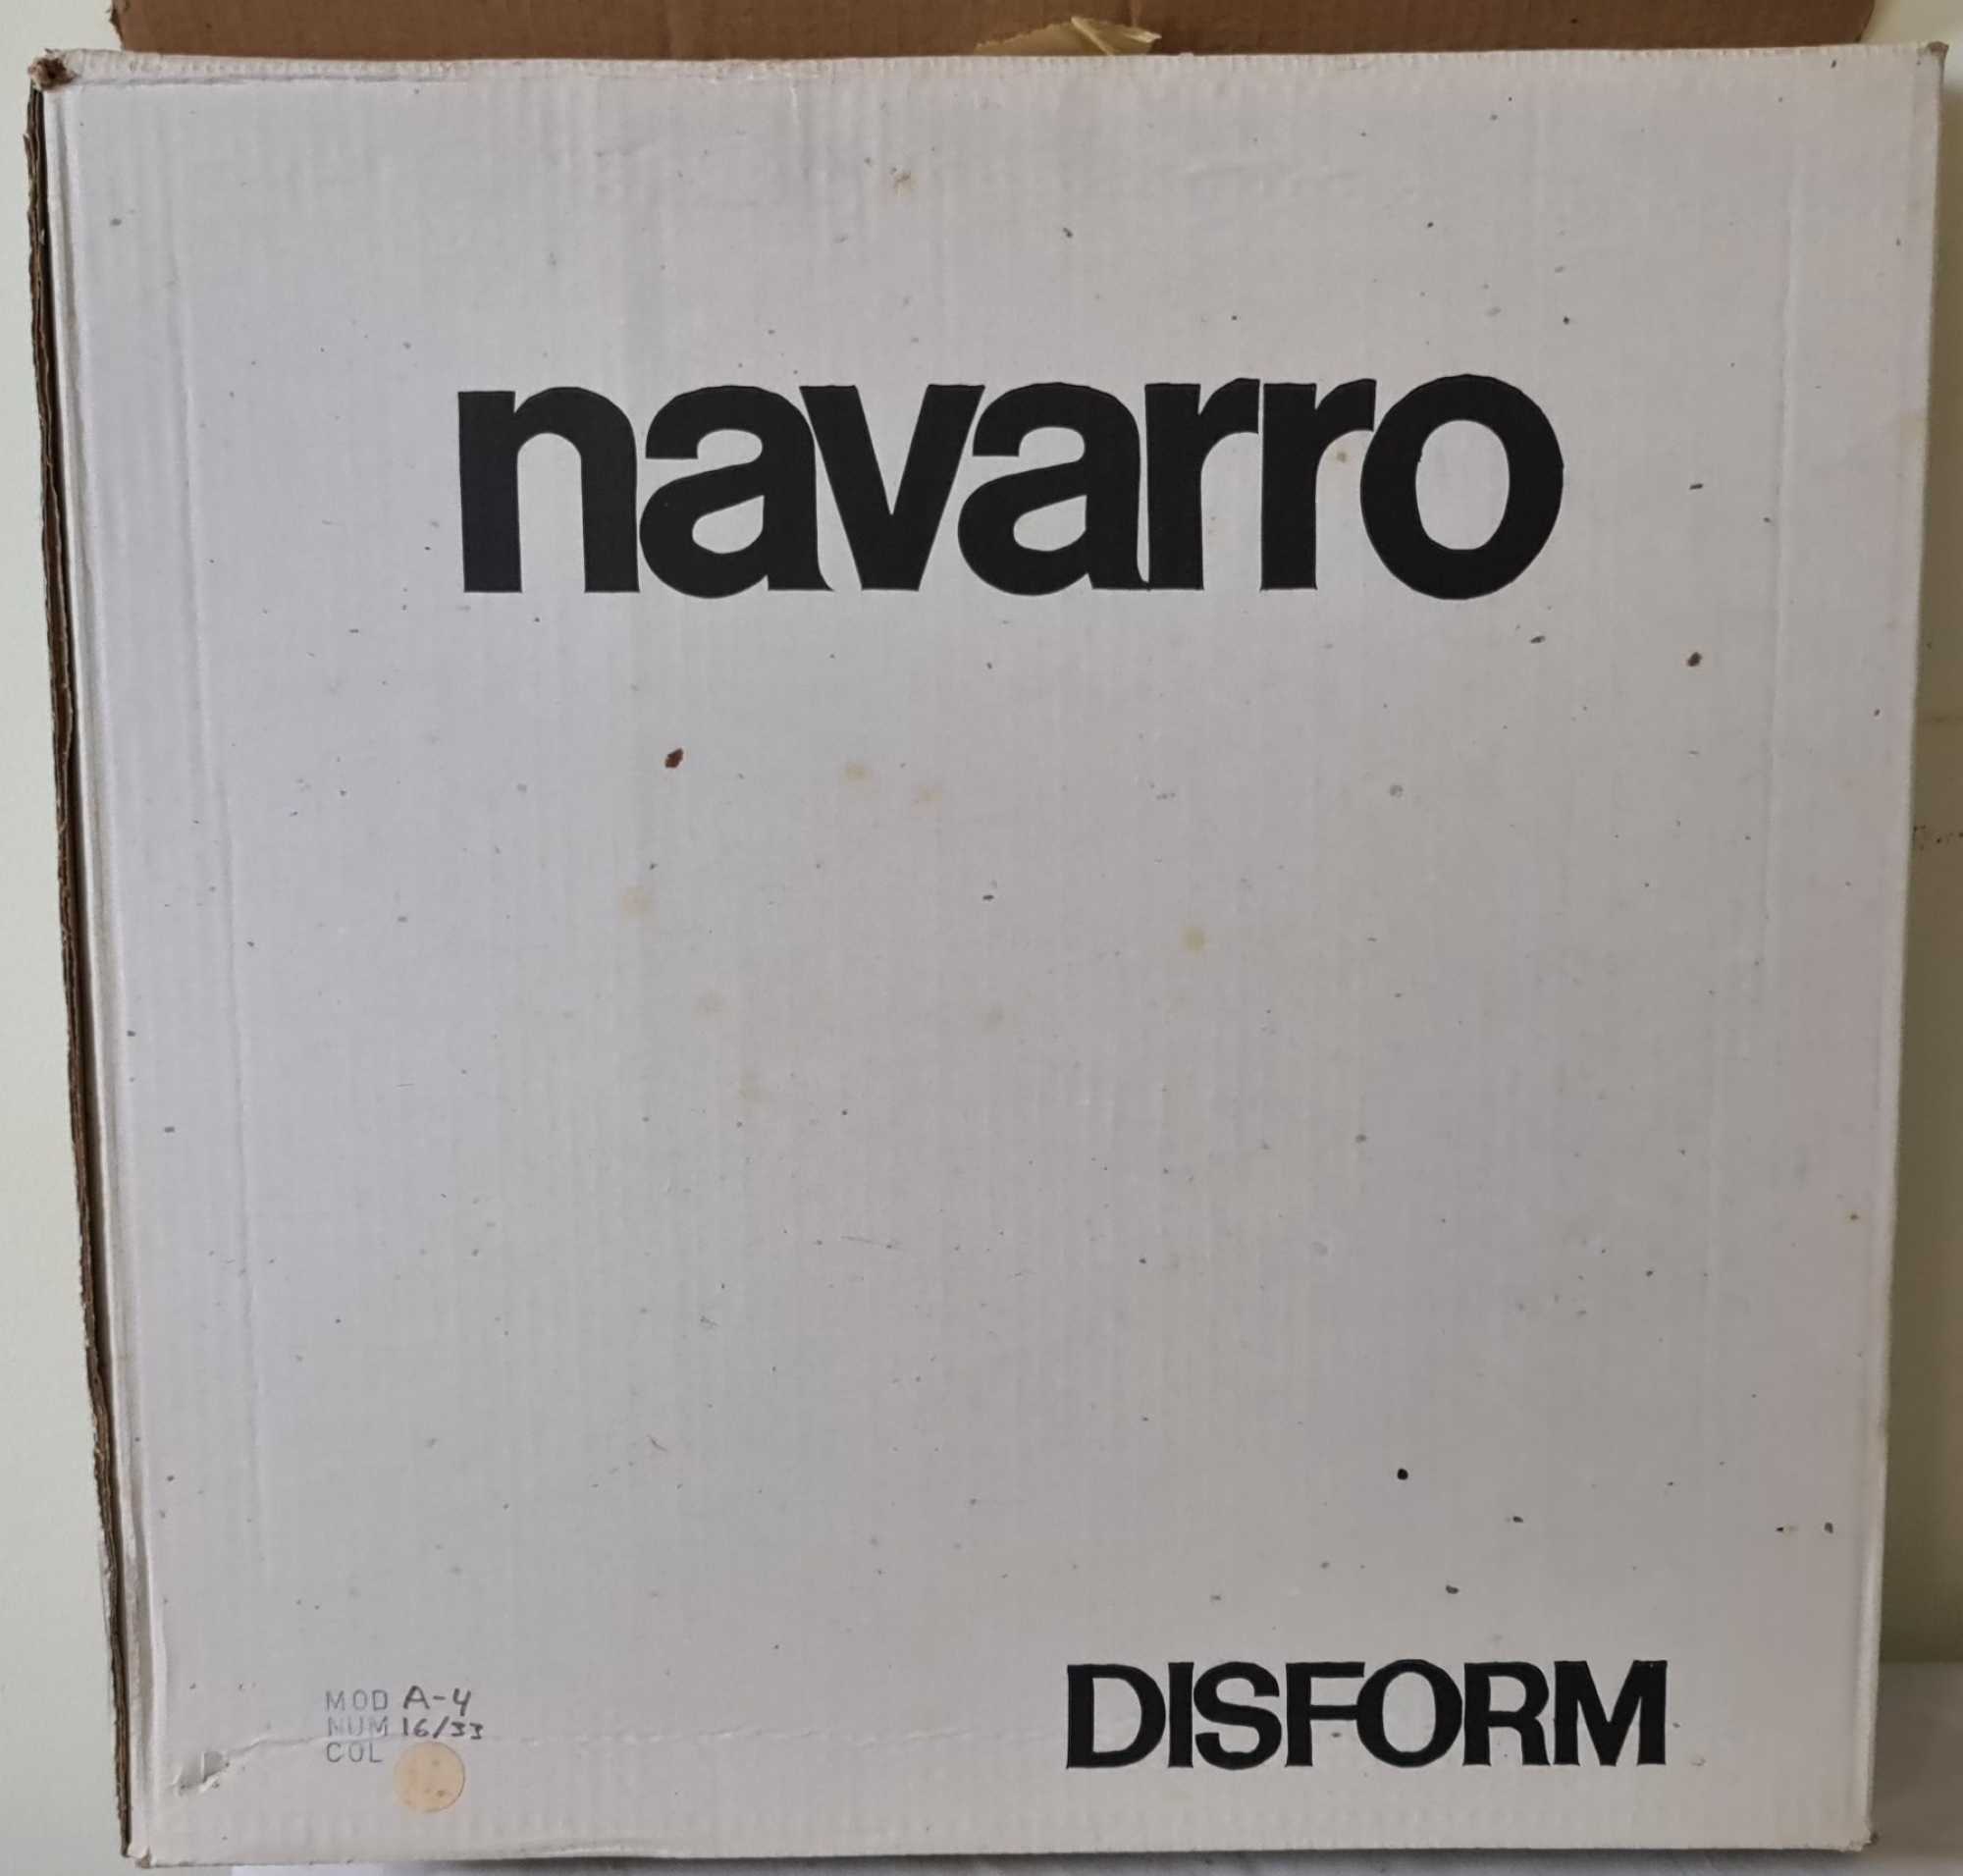 navarro
DISFORM
MOD A-4
NUM 16/33
COL